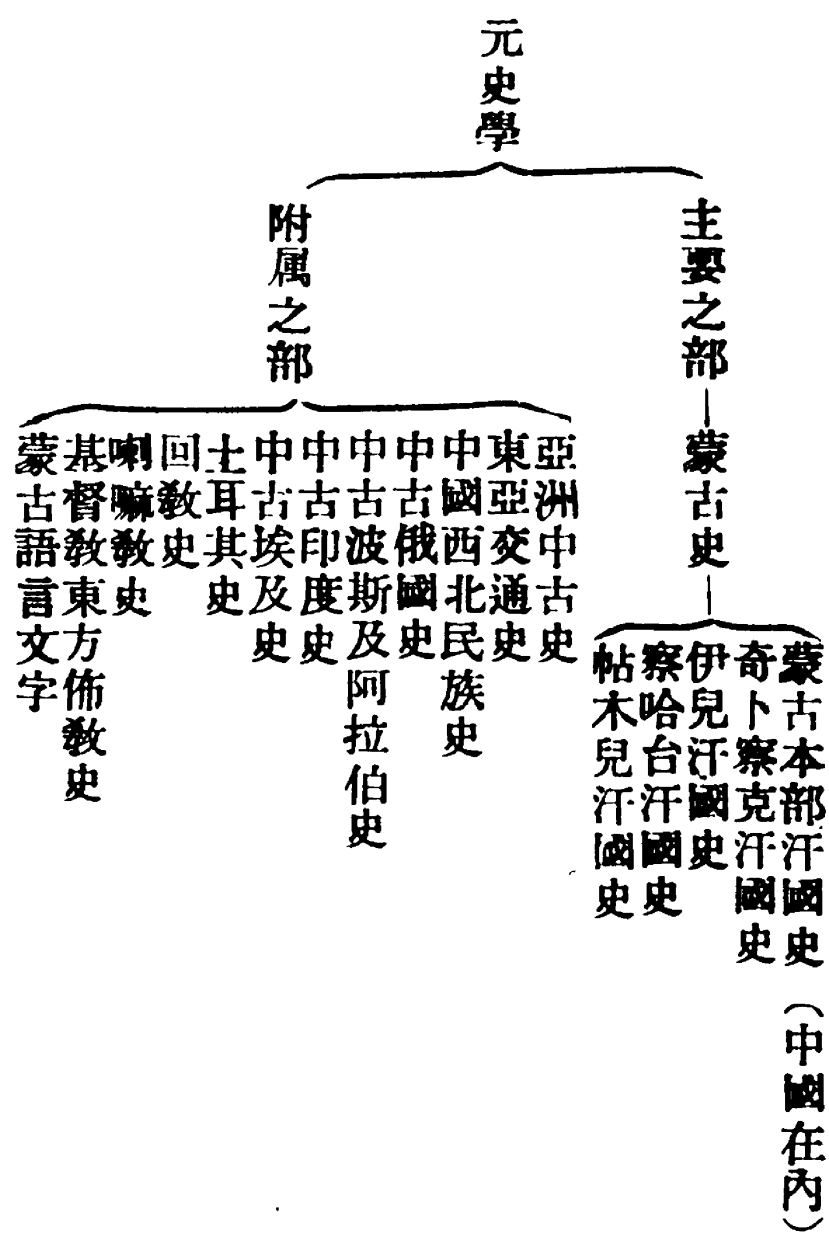 元史學
主要之部
蒙古史
蒙古本部汗國史（中國在內）
奇卜察克汗國史
伊兒汗國史
察哈台汗國史
帖木兒汗國史
附属之部
亞洲中古史
東亞交通史
中國西北民族史
中古俄國史
中古波斯及阿拉伯史
中古印度史
中古埃及史
土耳其史
回教史
喇嘛教史
基督教東方佈教史
蒙古語言文字